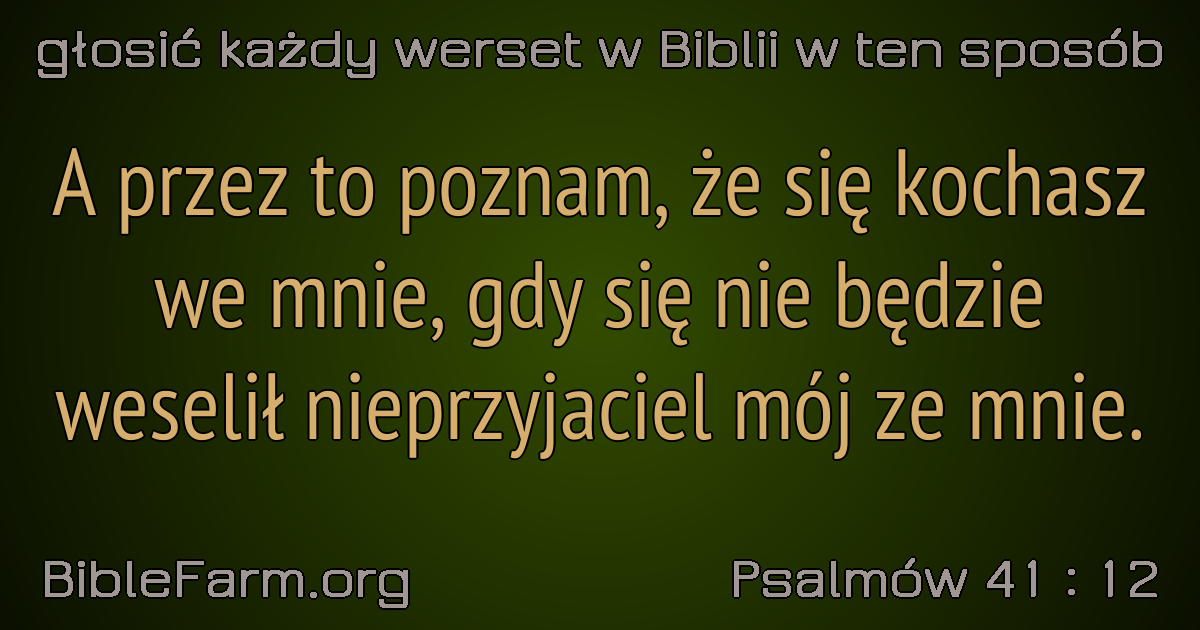 głosić każdy werset w Biblii w ten sposób
A przez to poznam, że się kochasz
we mnie, gdy się nie będzie
weselił nieprzyjaciel mój ze mnie.
BibleFarm.org
Psalmów 41 : 12